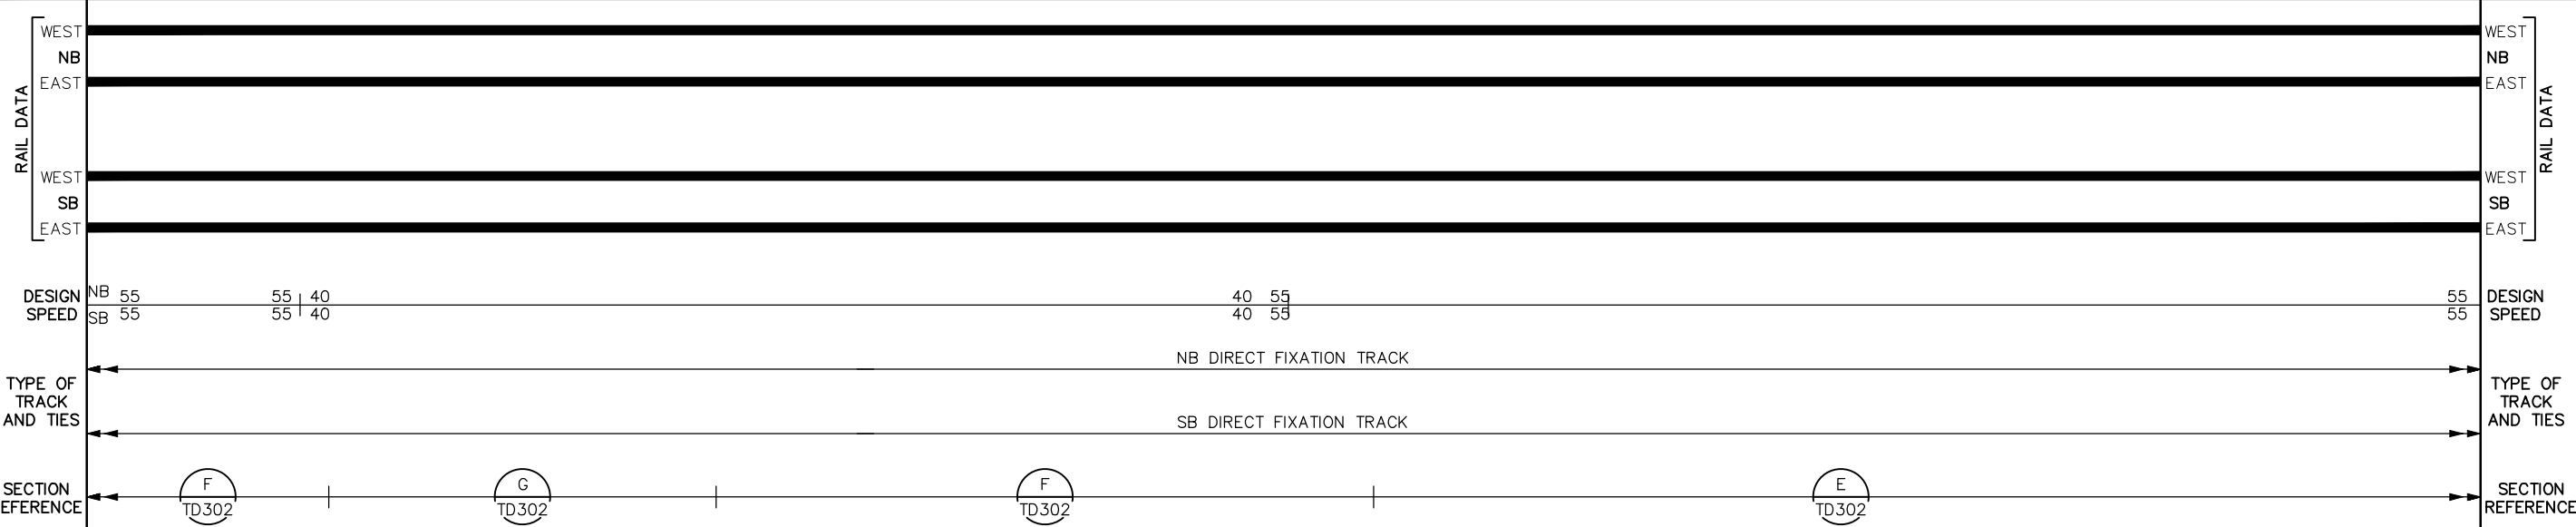 WEST
NB
EAST
RAIL DATA
WEST
SB
EAST
WEST
NB
EAST
RAIL DATA
WEST
SB
EAST
DESIGN
SPEED
NB 55 55 40 40 55 55
SB 55 55 40 40 55 55
DESIGN
SPEED
TYPE OF
TRACK
AND TIES
NB DIRECT FIXATION TRACK
SB DIRECT FIXATION TRACK
TYPE OF
TRACK
AND TIES
SECTION
EFERENCE
F
TD302
G
TD302
F
TD302
E
TD302
SECTION
REFERENCE